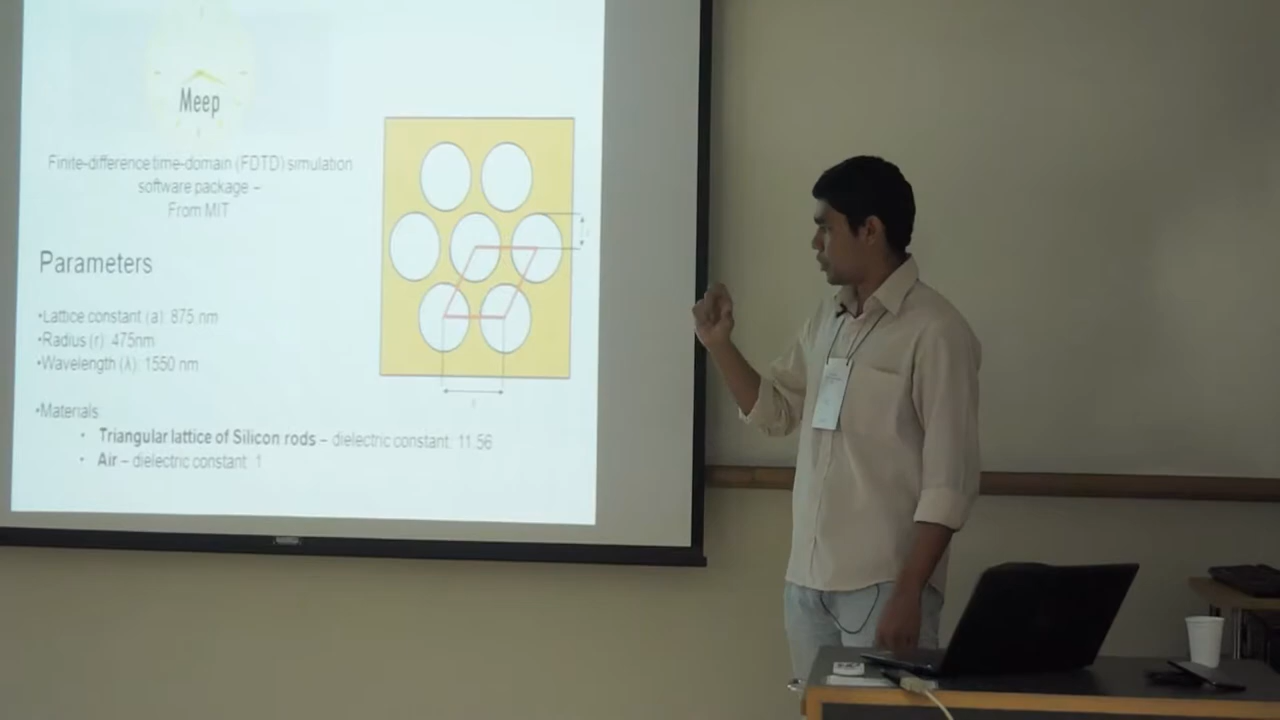 Meep
Finite-difference time-domain (FDTD) simulation
software package –
From MIT
Parameters
•Lattice constant (a): 875 nm
•Radius (r): 475nm
•Wavelength (λ): 1550 nm
•Materials:
• Triangular lattice of Silicon rods – dielectric constant: 11.56
• Air – dielectric constant: 1